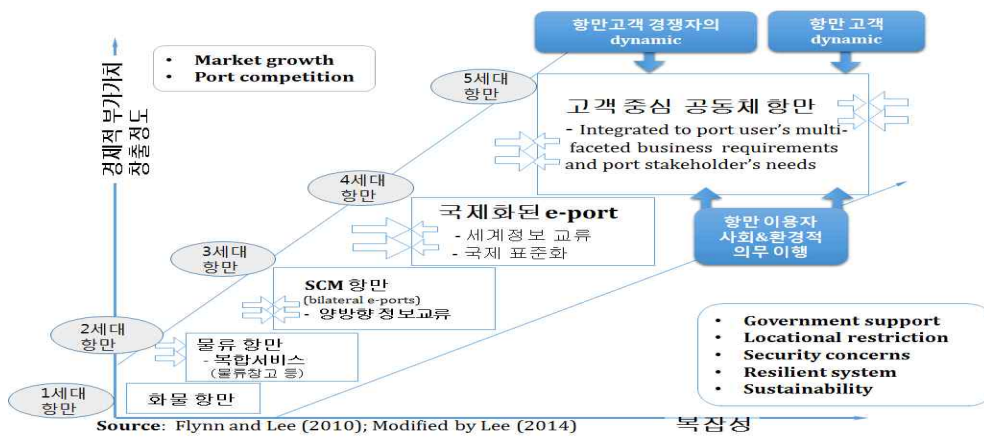 항만고객 경쟁자의
dynamic
항만 고객
dynamic
• Market growth
• Port competition
경제적 부가가치
창출정도
5세대
항만
고객 중심 공동체 항만
- Integrated to port user's multi-
faceted business requirements
and port stakeholder's needs
4세대
항만
국제화된 e-port
- 세계정보 교류
- 국제 표준화
항만 이용자
사회&환경적
의무 이행
3세대
항만
SCM 항만
(bilateral e-ports)
- 양방향 정보교류
2세대
항만
물류 항만
- 복합서비스
(물류창고 등)
• Government support
• Locational restriction
• Security concerns
• Resilient system
• Sustainability
1세대
항만
화물 항만
복잡성
Source: Flynn and Lee (2010); Modified by Lee (2014)